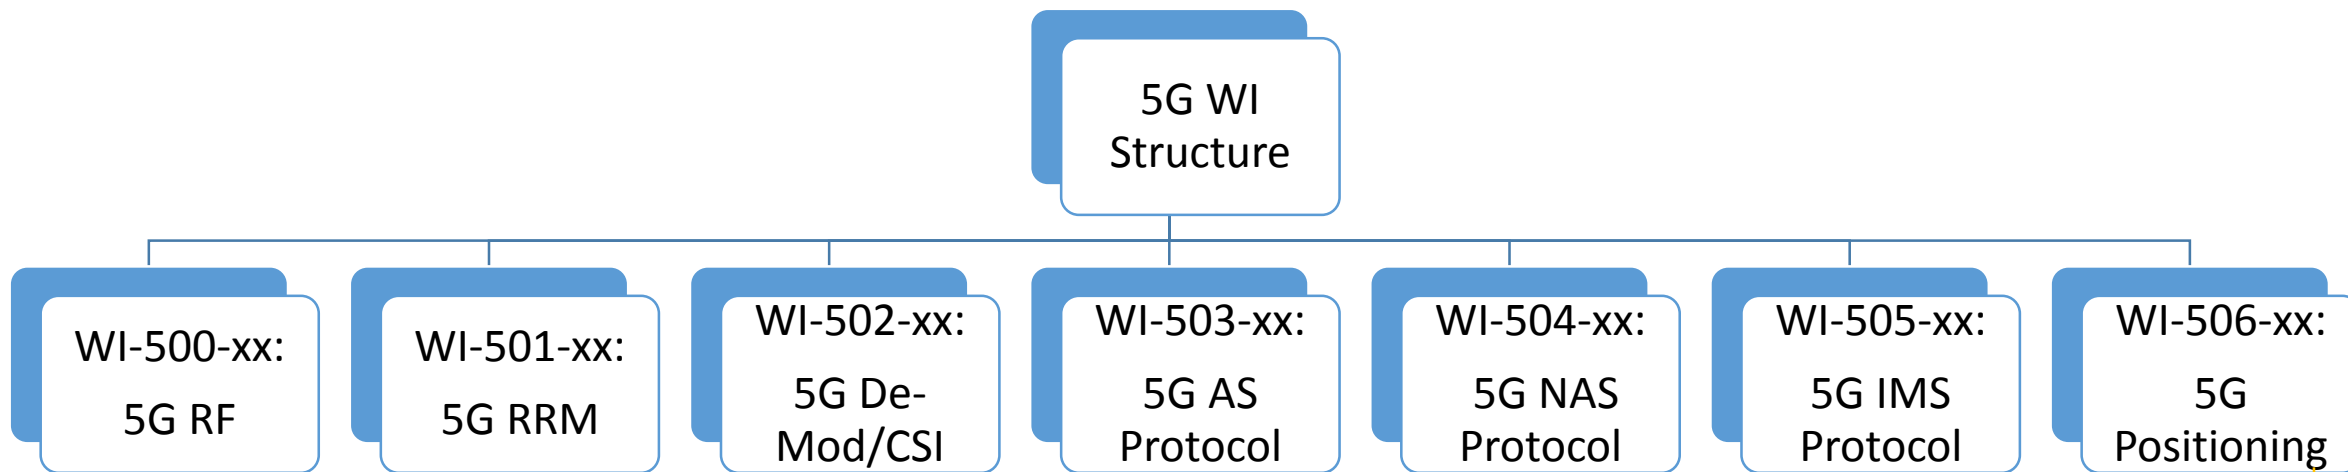 5G WI
Structure
WI-500-xx:
5G RF
WI-501-xx:
5G RRM
WI-502-xx:
5G De-
Mod/CSI
WI-503-xx:
5G AS
Protocol
WI-504-xx:
5G NAS
Protocol
WI-505-xx:
5G IMS
Protocol
WI-506-xx:
5G
Positioning